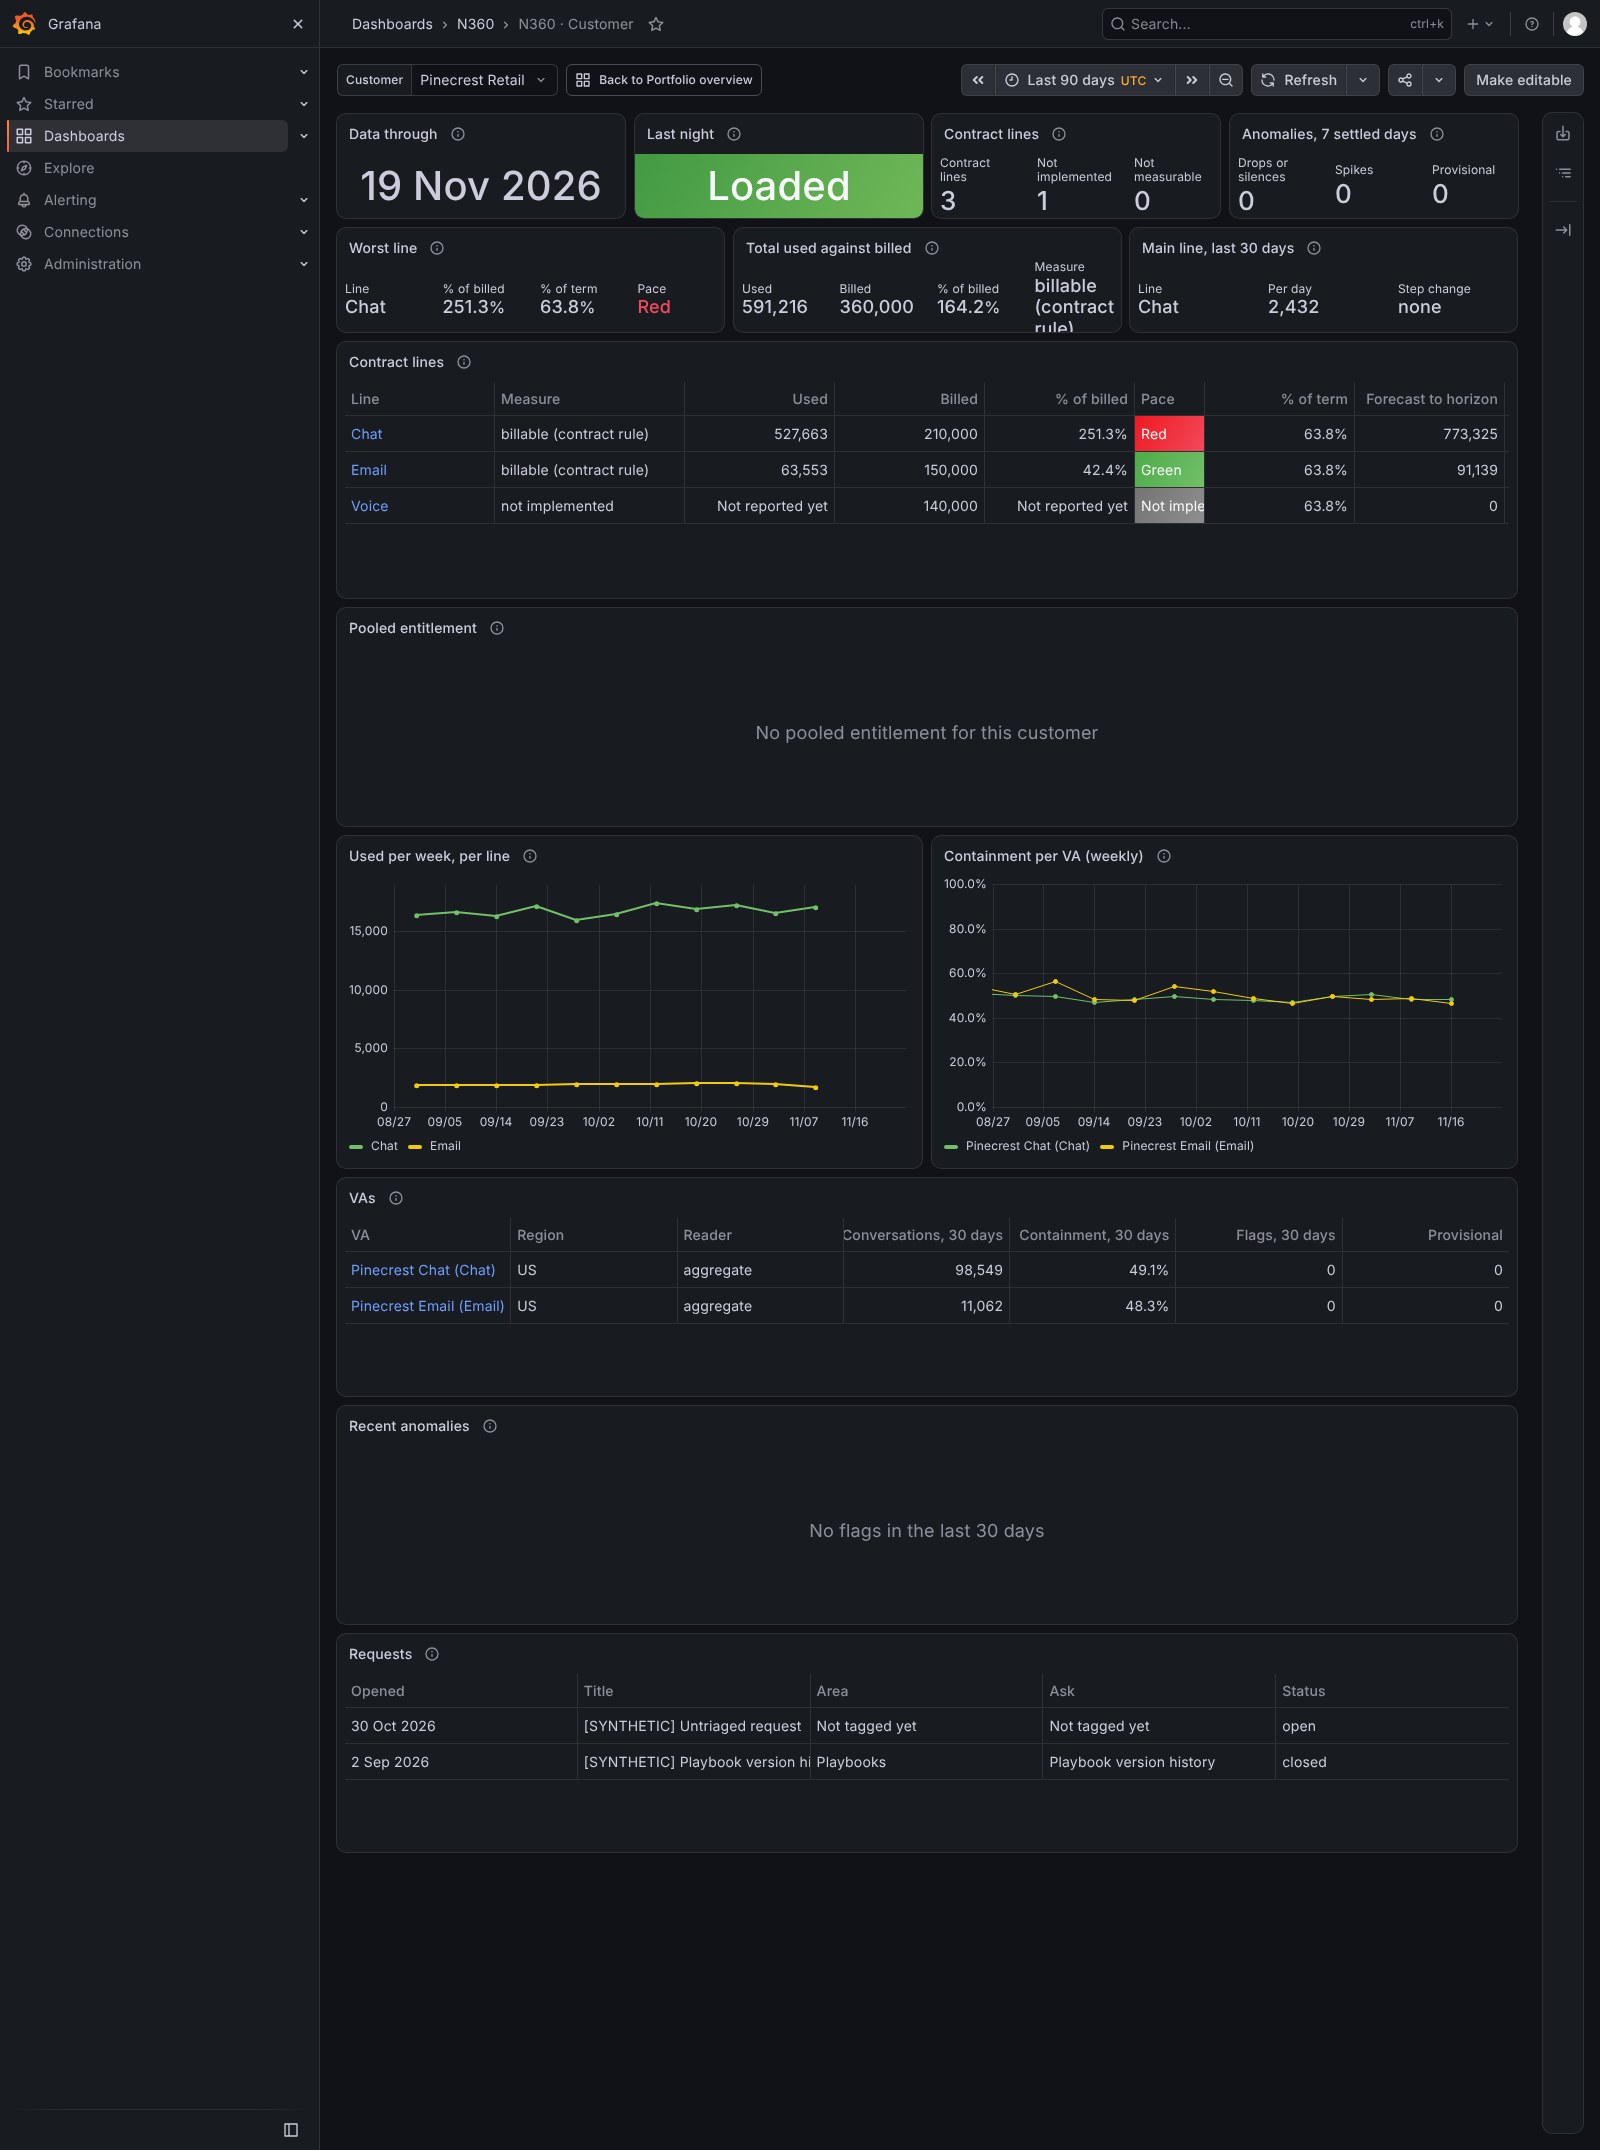 Grafana
Dashboards › N360 › N360 · Customer
Search... ctrl+k
Bookmarks
Starred
Dashboards
Explore
Alerting
Connections
Administration
Customer Pinecrest Retail
Back to Portfolio overview
Last 90 days UTC
Refresh
Make editable
Data through
19 Nov 2026
Last night
Loaded
Contract lines
Contract lines
Not implemented
Not measurable
3 1 0
Anomalies, 7 settled days
Drops or silences
Spikes
Provisional
0 0 0
Worst line
Line % of billed % of term Pace
Chat 251.3% 63.8% Red
Total used against billed
Used Billed % of billed Measure
591,216 360,000 164.2% billable (contract rule)
Main line, last 30 days
Line Per day Step change
Chat 2,432 none
Contract lines
Line Measure Used Billed % of billed Pace % of term Forecast to horizon
Chat billable (contract rule) 527,663 210,000 251.3% Red 63.8% 773,325
Email billable (contract rule) 63,553 150,000 42.4% Green 63.8% 91,139
Voice not implemented Not reported yet 140,000 Not reported yet Not imple 63.8% 0
Pooled entitlement
No pooled entitlement for this customer
Used per week, per line
15,000
10,000
5,000
0
08/27 09/05 09/14 09/23 10/02 10/11 10/20 10/29 11/07 11/16
Chat Email
Containment per VA (weekly)
100.0%
80.0%
60.0%
40.0%
20.0%
0.0%
08/27 09/05 09/14 09/23 10/02 10/11 10/20 10/29 11/07 11/16
Pinecrest Chat (Chat) Pinecrest Email (Email)
VAs
VA Region Reader Conversations, 30 days Containment, 30 days Flags, 30 days Provisional
Pinecrest Chat (Chat) US aggregate 98,549 49.1% 0 0
Pinecrest Email (Email) US aggregate 11,062 48.3% 0 0
Recent anomalies
No flags in the last 30 days
Requests
Opened Title Area Ask Status
30 Oct 2026 [SYNTHETIC] Untriaged request Not tagged yet Not tagged yet open
2 Sep 2026 [SYNTHETIC] Playbook version hi Playbooks Playbook version history closed